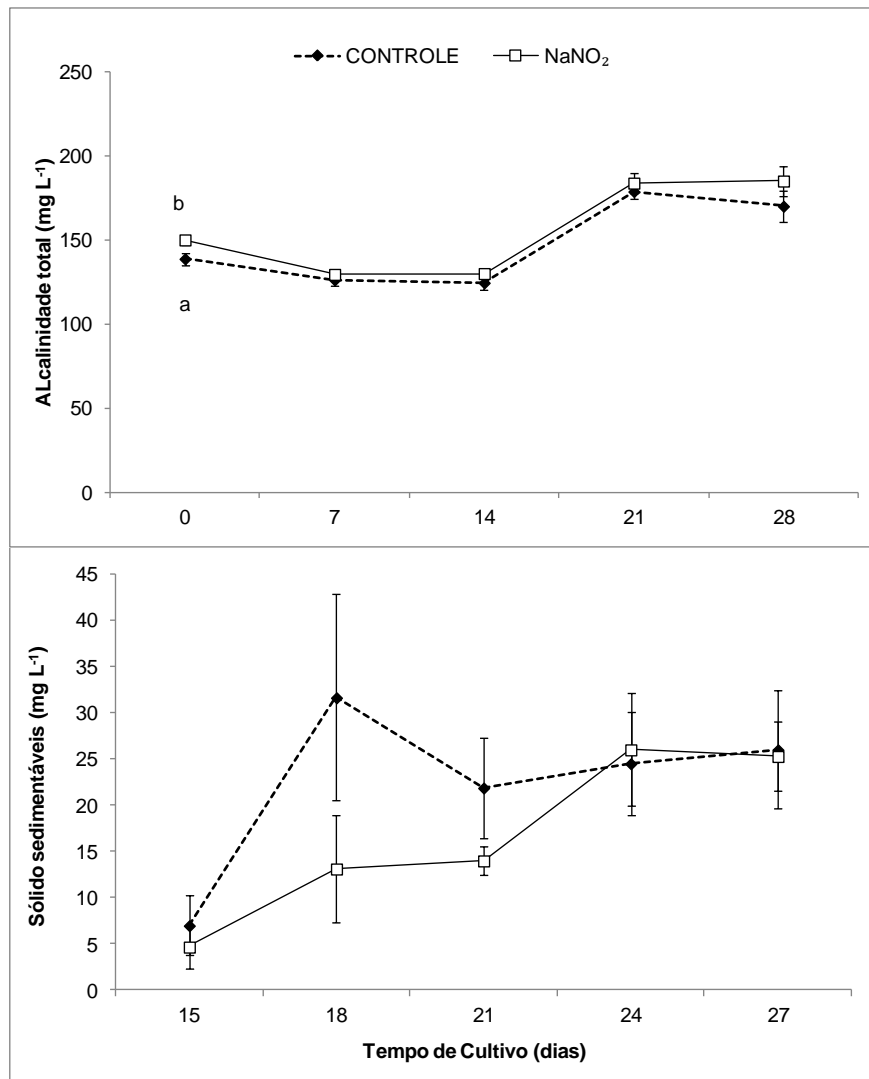 CONTROLE NaNO₂
250
200
150
100
50
0
ALcalinidade total (mg L⁻¹)
b
a
0 7 14 21 28
45
40
35
30
25
20
15
10
5
0
Sólido sedimentáveis (mg L⁻¹)
15 18 21 24 27
Tempo de Cultivo (dias)